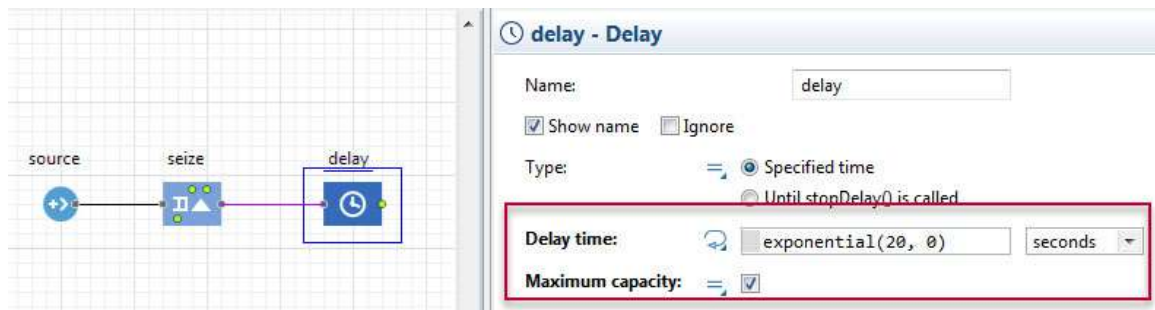 delay - Delay
Name: delay
Show name Ignore
source seize delay
Type: Specified time
Until stopDelay() is called
Delay time: exponential(20, 0) seconds
Maximum capacity: